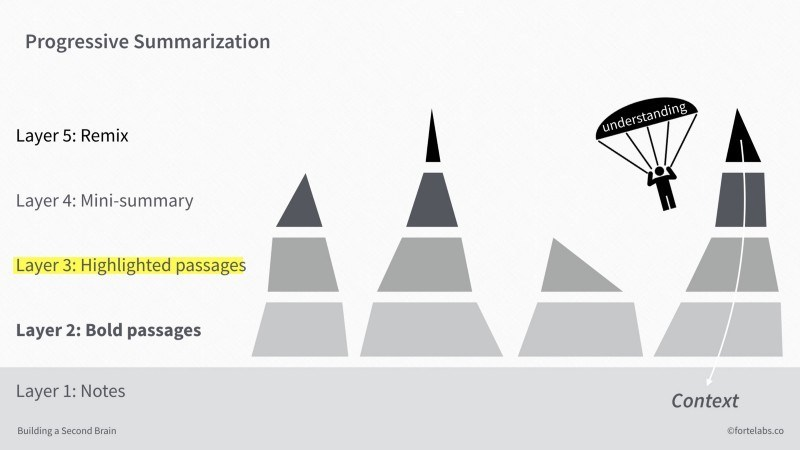 Progressive Summarization
Layer 5: Remix
understanding
Layer 4: Mini-summary
Layer 3: Highlighted passages
Layer 2: Bold passages
Layer 1: Notes
Context
Building a Second Brain
©fortelabs.co